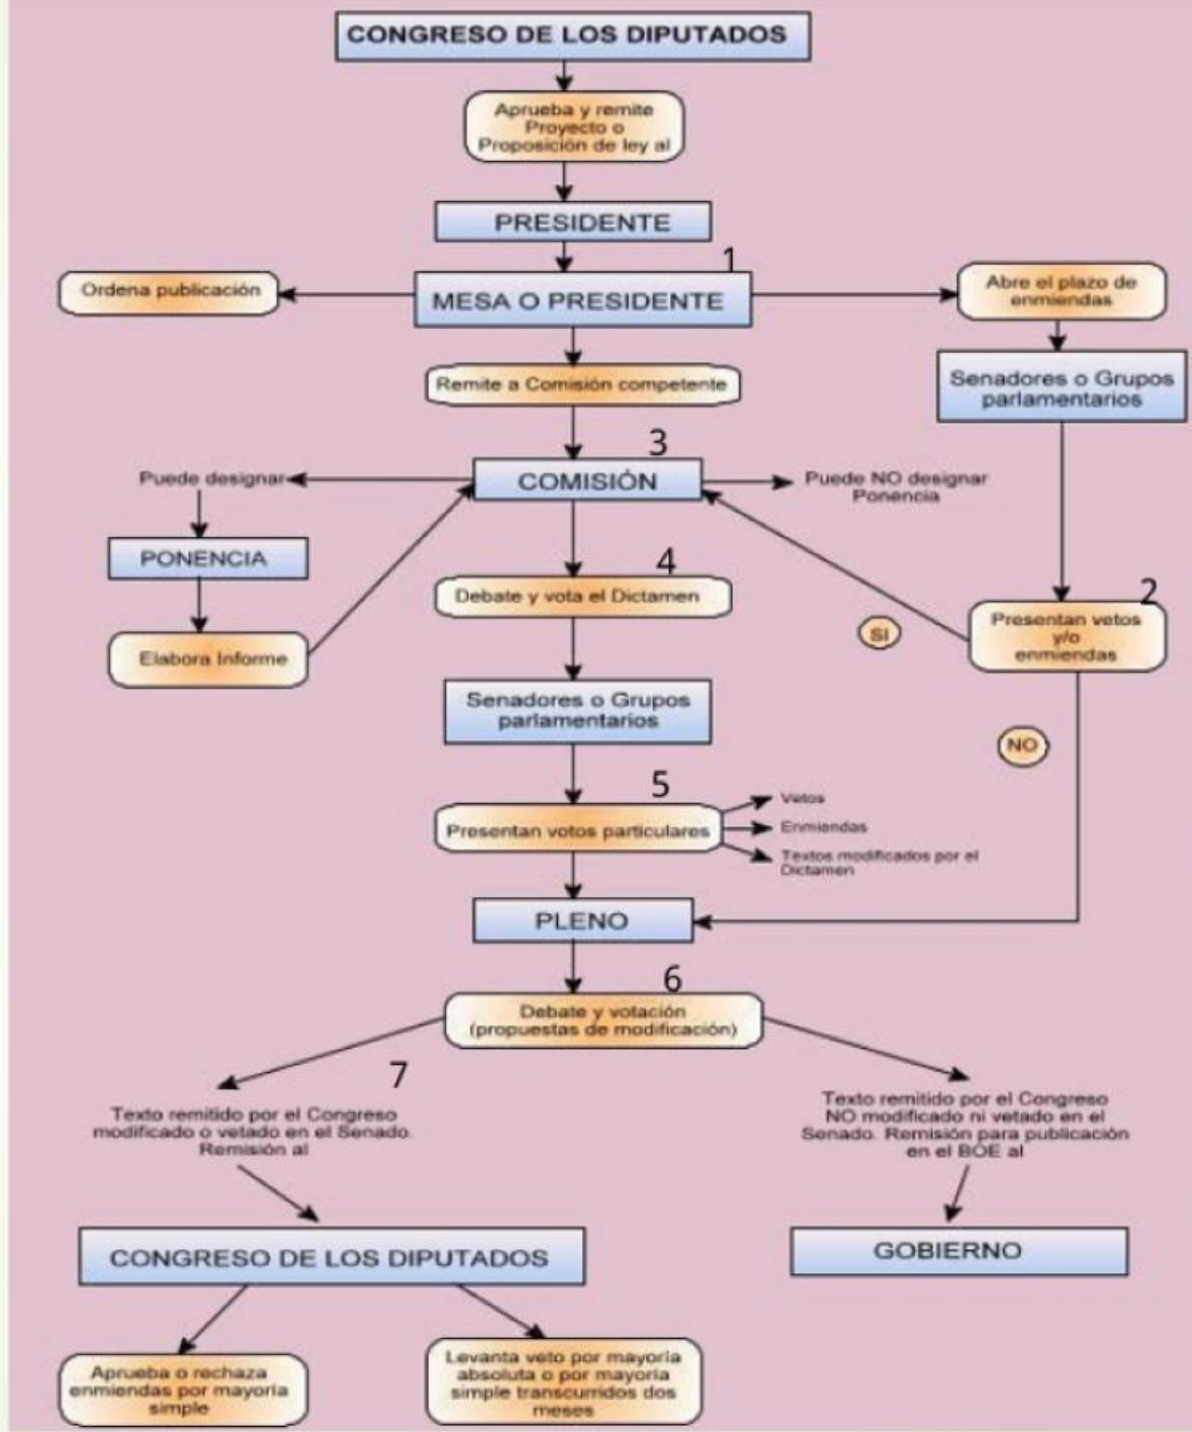 CONGRESO DE LOS DIPUTADOS
Aprueba y remite
Proyecto o
Proposición de ley al
PRESIDENTE
1
Ordena publicación
MESA O PRESIDENTE
Abre el plazo de
enmiendas
Remite a Comisión competente
Senadores o Grupos
parlamentarios
3
Puede designar
COMISIÓN
Puede NO designar
Ponencia
PONENCIA
4
Debate y vota el Dictamen
2
Presentan vetos
y/o
enmiendas
SI
Elabora Informe
Senadores o Grupos
parlamentarios
NO
5
Presentan votos particulares
Vetos
Enmiendas
Textos modificados por el
Dictamen
PLENO
6
Debate y votación
(propuestas de modificación)
7
Texto remitido por el Congreso
modificado o vetado en el Senado.
Remisión al
Texto remitido por el Congreso
NO modificado ni vetado en el
Senado. Remisión para publicación
en el BOE al
CONGRESO DE LOS DIPUTADOS
GOBIERNO
Aprueba o rechaza
enmiendas por mayoría
simple
Levanta veto por mayoría
absoluta o por mayoría
simple transcurridos dos
meses